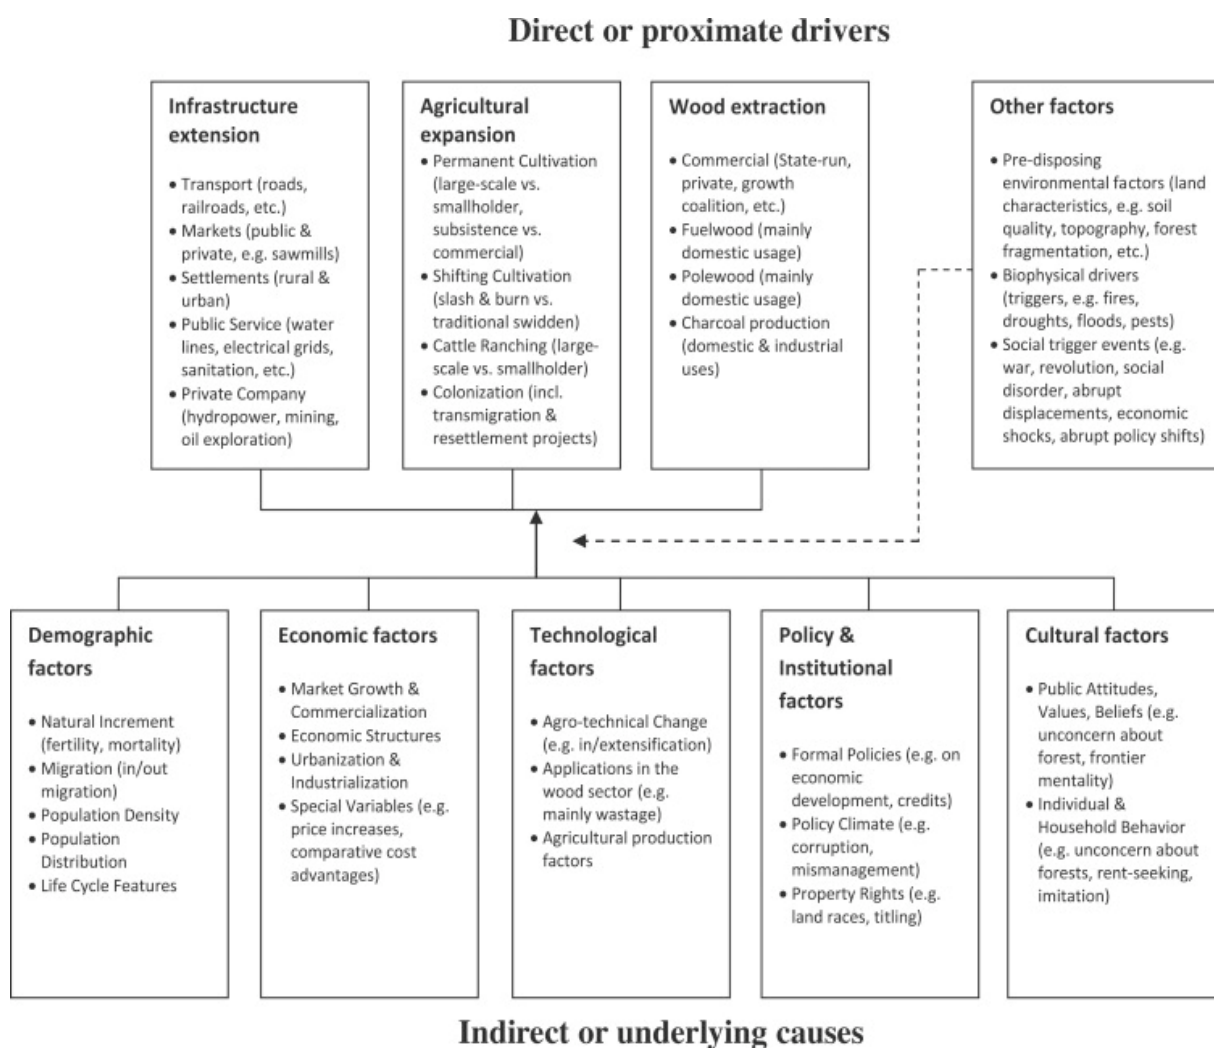 Direct or proximate drivers
Infrastructure
extension
• Transport (roads,
railroads, etc.)
• Markets (public &
private, e.g. sawmills)
• Settlements (rural &
urban)
• Public Service (water
lines, electrical grids,
sanitation, etc.)
• Private Company
(hydropower, mining,
oil exploration)
Agricultural
expansion
• Permanent Cultivation
(large-scale vs.
smallholder,
subsistence vs.
commercial)
• Shifting Cultivation
(slash & burn vs.
traditional swidden)
• Cattle Ranching (large-
scale vs. smallholder)
• Colonization (incl.
transmigration &
resettlement projects)
Wood extraction
• Commercial (State-run,
private, growth
coalition, etc.)
• Fuelwood (mainly
domestic usage)
• Polewood (mainly
domestic usage)
• Charcoal production
(domestic & industrial
uses)
Other factors
• Pre-disposing
environmental factors (land
characteristics, e.g. soil
quality, topography, forest
fragmentation, etc.)
• Biophysical drivers
(triggers, e.g. fires,
droughts, floods, pests)
• Social trigger events (e.g.
war, revolution, social
disorder, abrupt
displacements, economic
shocks, abrupt policy shifts)
Demographic
factors
• Natural Increment
(fertility, mortality)
• Migration (in/out
migration)
• Population Density
• Population
Distribution
• Life Cycle Features
Economic factors
• Market Growth &
Commercialization
• Economic Structures
• Urbanization &
Industrialization
• Special Variables (e.g.
price increases,
comparative cost
advantages)
Technological
factors
• Agro-technical Change
(e.g. in/extensification)
• Applications in the
wood sector (e.g.
mainly wastage)
• Agricultural production
factors
Policy &
Institutional
factors
• Formal Policies (e.g. on
economic
development, credits)
• Policy Climate (e.g.
corruption,
mismanagement)
• Property Rights (e.g.
land races, titling)
Cultural factors
• Public Attitudes,
Values, Beliefs (e.g.
unconcern about
forest, frontier
mentality)
• Individual &
Household Behavior
(e.g. unconcern about
forests, rent-seeking,
imitation)
Indirect or underlying causes